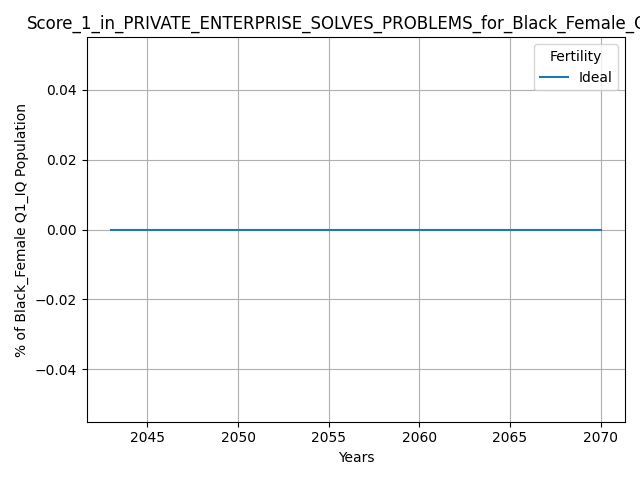 Score_1_in_PRIVATE_ENTERPRISE_SOLVES_PROBLEMS_for_Black_Female_
Fertility
Ideal
0.04
0.02
0.00
−0.02
−0.04
% of Black_Female Q1_IQ Population
2045 2050 2055 2060 2065 2070
Years